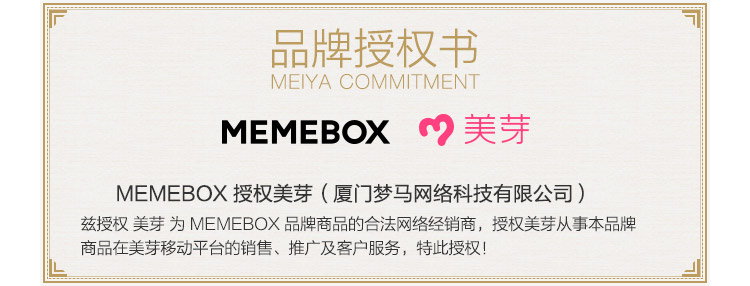 品牌授权书
MEIYA COMMITMENT
MEMEBOX 美芽
MEMEBOX 授权美芽（厦门梦马网络科技有限公司）
兹授权 美芽 为 MEMEBOX 品牌商品的合法网络经销商，授权美芽从事本品牌
商品在美芽移动平台的销售、推广及客户服务，特此授权！